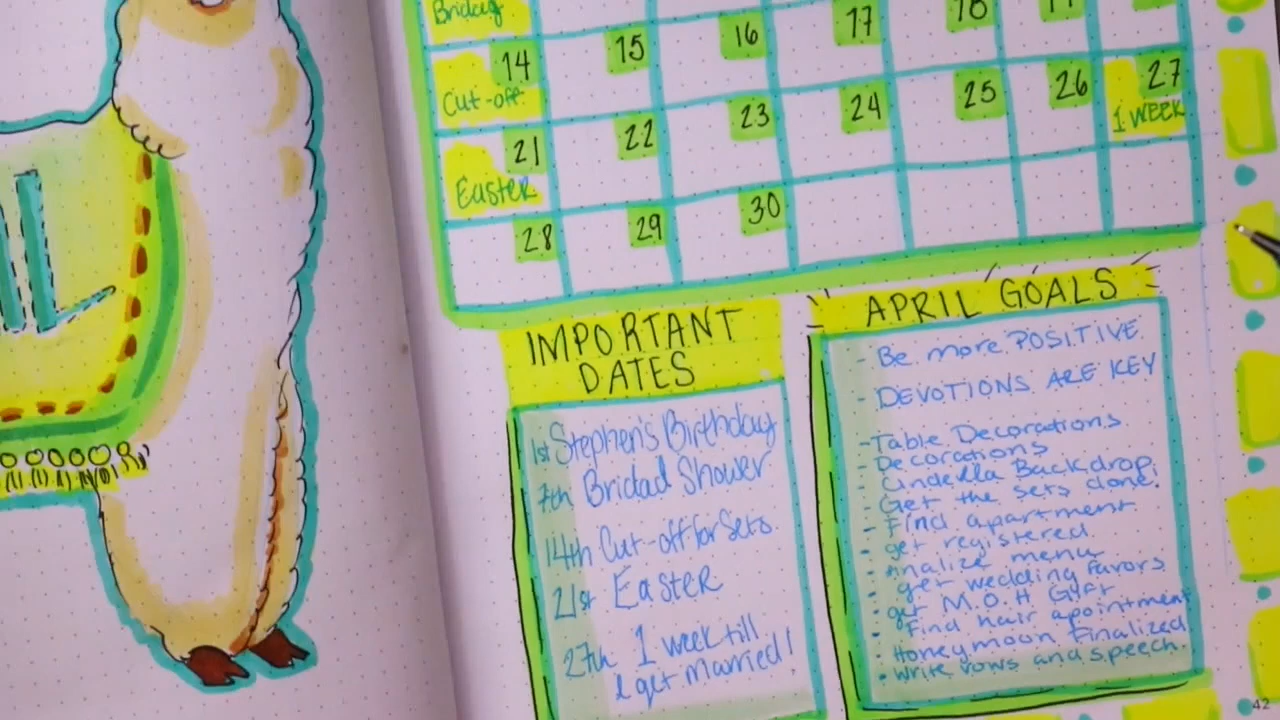 IL
Bridal
17
18
14
15
16
Cut-off
24
25
26
27
1 WEEK
21
22
23
Easter
28
29
30
IMPORTANT
DATES
1st Stephen's Birthday
7th Bridad Shower
14th Cut-off for Sets
21st Easter
27th 1 week till
I get Married!
APRIL GOALS
- Be more POSITIVE
- DEVOTIONS ARE KEY
- Table Decorations
- Decorations
- Cinderella Backdrop
- Get the sets done.
- Find apartment
- get registered
- Finalize menu
- get wedding favors
- get M.O.H Gift
- Find hair apointment
- Honeymoon Finalized
- Write vows and speech.
42